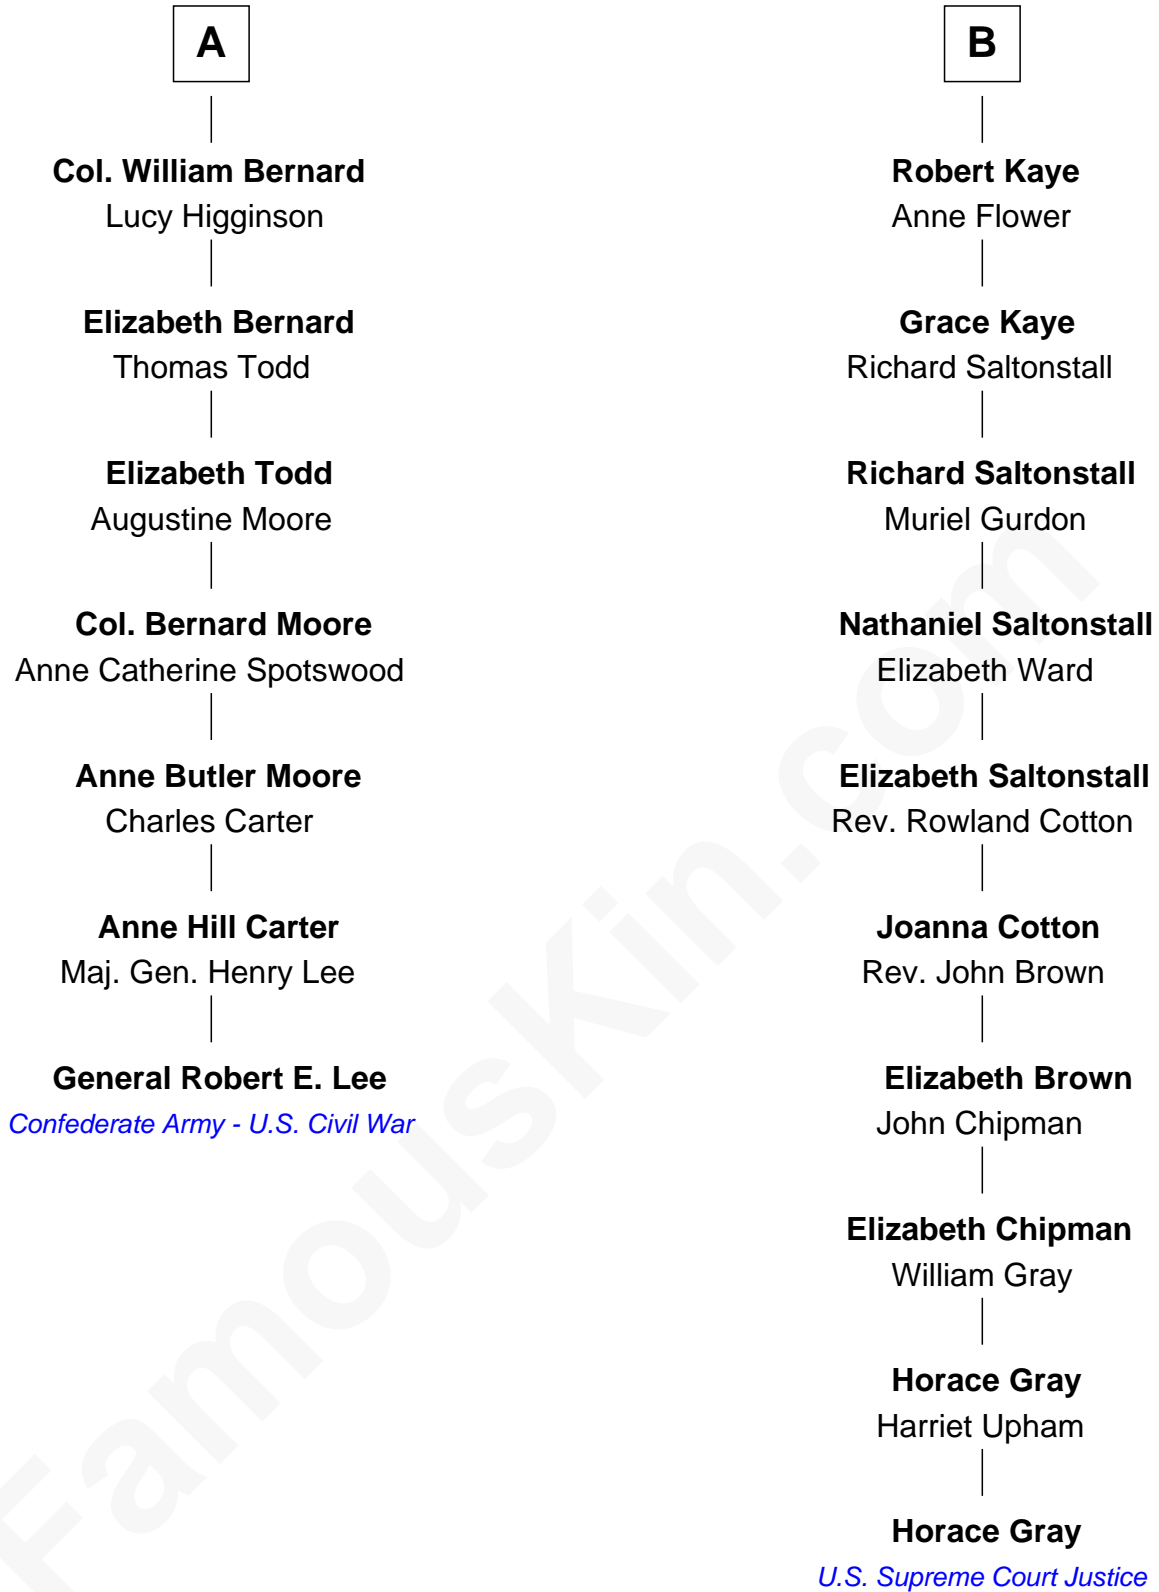 A
Col. William Bernard
Lucy Higginson
Elizabeth Bernard
Thomas Todd
Elizabeth Todd
Augustine Moore
Col. Bernard Moore
Anne Catherine Spotswood
Anne Butler Moore
Charles Carter
Anne Hill Carter
Maj. Gen. Henry Lee
General Robert E. Lee
Confederate Army - U.S. Civil War
B
Robert Kaye
Anne Flower
Grace Kaye
Richard Saltonstall
Richard Saltonstall
Muriel Gurdon
Nathaniel Saltonstall
Elizabeth Ward
Elizabeth Saltonstall
Rev. Rowland Cotton
Joanna Cotton
Rev. John Brown
Elizabeth Brown
John Chipman
Elizabeth Chipman
William Gray
Horace Gray
Harriet Upham
Horace Gray
U.S. Supreme Court Justice
FamousKin.com